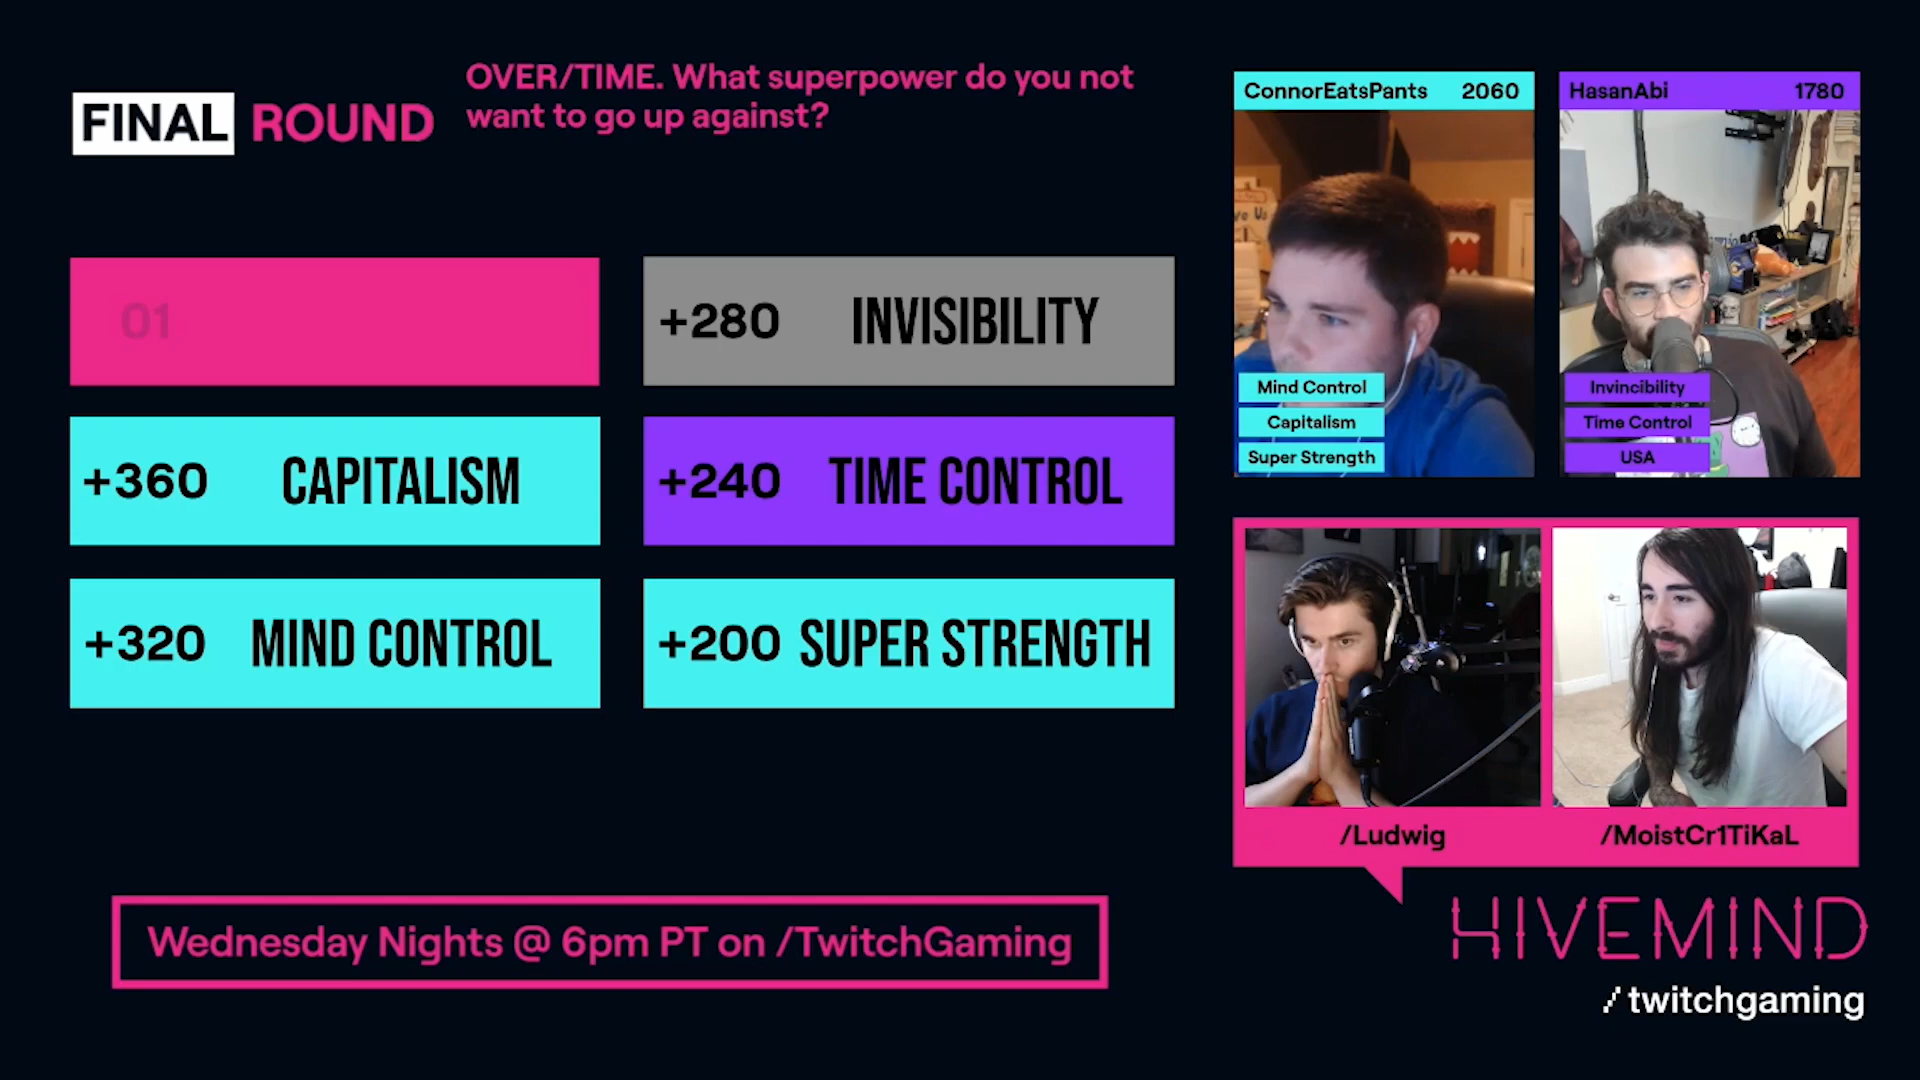 FINAL ROUND
OVER/TIME. What superpower do you not
want to go up against?
01
+280 INVISIBILITY
+360 CAPITALISM
+240 TIME CONTROL
+320 MIND CONTROL
+200 SUPER STRENGTH
Wednesday Nights @ 6pm PT on /TwitchGaming
ConnorEatsPants 2060
Mind Control
Capitalism
Super Strength
HasanAbi 1780
Invincibility
Time Control
USA
/Ludwig
/MoistCr1TiKaL
HIVEMIND
/twitchgaming